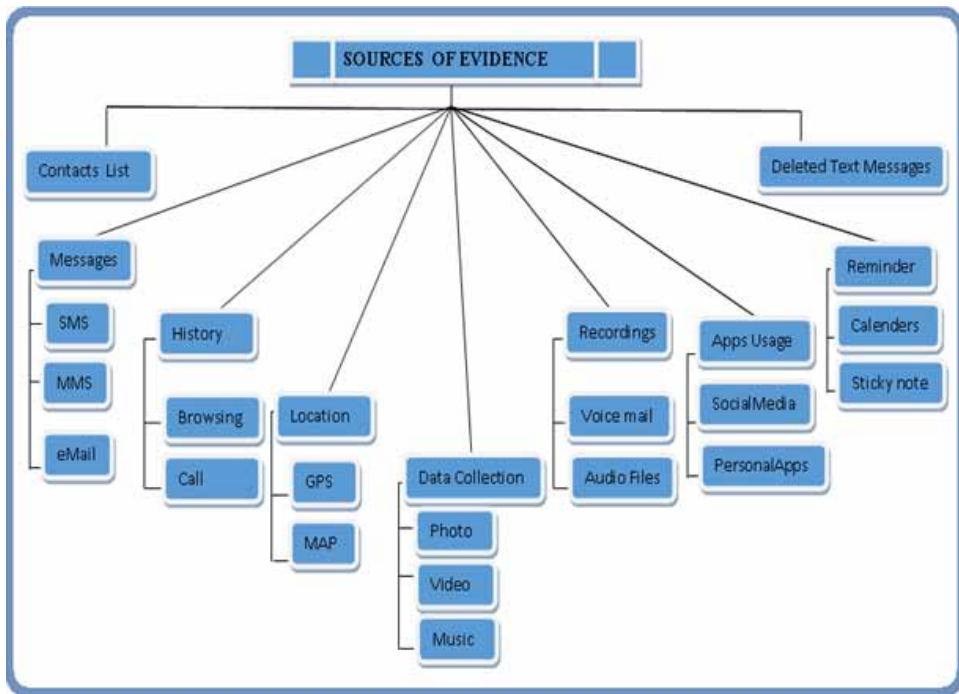 SOURCES OF EVIDENCE
Contacts List
Deleted Text Messages
Messages
SMS
MMS
eMail
History
Browsing
Call
Location
GPS
MAP
Data Collection
Photo
Video
Music
Recordings
Voice mail
Audio Files
Apps Usage
SocialMedia
PersonalApps
Reminder
Calenders
Sticky note